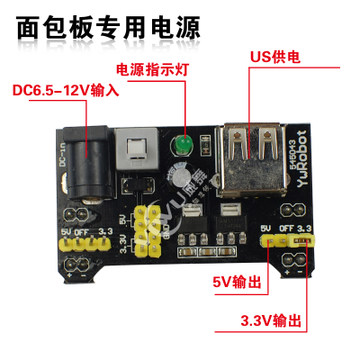 面包板专用电源
电源指示灯
US供电
DC6.5-12V输入
DC-in
545043
YwRobot
5V OFF 3.3
5V
3.3V
GND
5V OFF 3.3
5V输出
3.3V输出